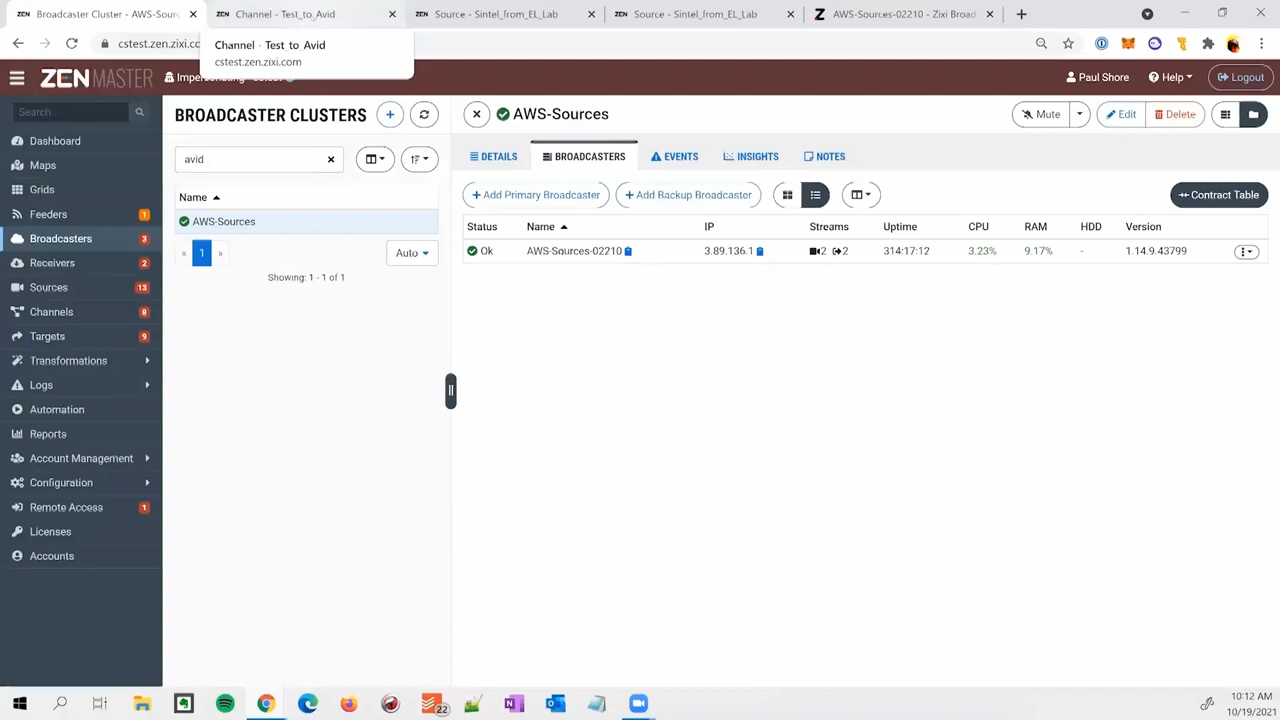 Broadcaster Cluster - AWS-Sour
Channel - Test_to_Avid
Source - Sintel_from_EL_Lab
Source - Sintel_from_EL_Lab
AWS-Sources-02210 - Zixi Broad
cstest.zen.zixi.co
Channel - Test_to_Avid
cstest.zen.zixi.com
ZENMASTER
Paul Shore
Help
Logout
Search...
Dashboard
Maps
Grids
Feeders 1
Broadcasters 3
Receivers 2
Sources 13
Channels 8
Targets 9
Transformations
Logs
Automation
Reports
Account Management
Configuration
Remote Access 1
Licenses
Accounts
BROADCASTER CLUSTERS
avid
Name
AWS-Sources
« 1 »
Auto
Showing: 1 - 1 of 1
AWS-Sources
Mute
Edit
Delete
DETAILS
BROADCASTERS
EVENTS
INSIGHTS
NOTES
+ Add Primary Broadcaster
+ Add Backup Broadcaster
Contract Table
Status Name IP Streams Uptime CPU RAM HDD Version
Ok AWS-Sources-02210 3.89.136.1 2 2 314:17:12 3.23% 9.17% - 1.14.9.43799
22
10:12 AM
10/19/2021